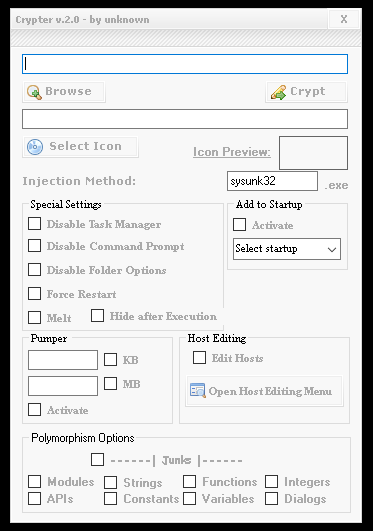 Crypter v.2.0 - by unknown X
Browse Crypt
Select Icon Icon Preview:
Injection Method: sysunk32 .exe
Special Settings
Disable Task Manager
Disable Command Prompt
Disable Folder Options
Force Restart
Melt Hide after Execution
Add to Startup
Activate
Select startup
Pumper
KB
MB
Activate
Host Editing
Edit Hosts
Open Host Editing Menu
Polymorphism Options
------| Junks |------
Modules Strings Functions Integers
APIs Constants Variables Dialogs